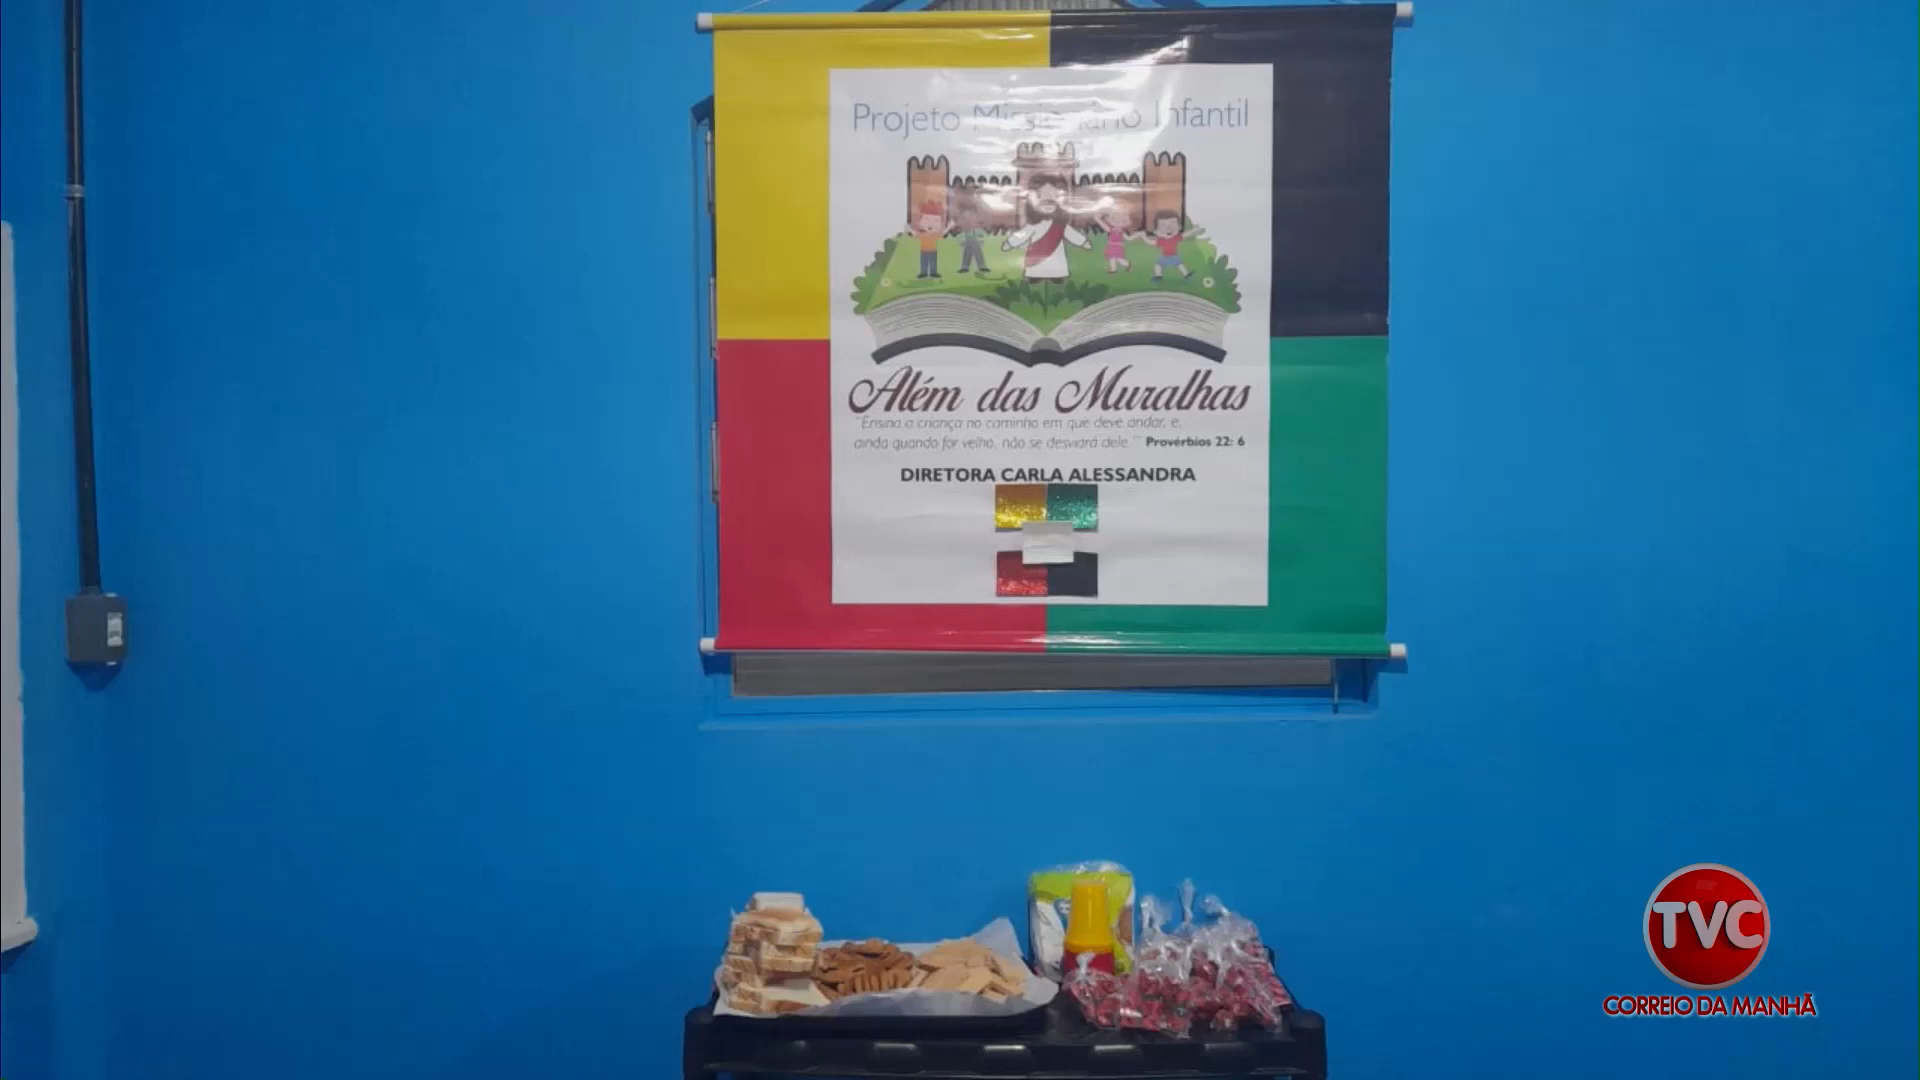 Projeto Missionário Infantil
Além das Muralhas
"Ensina a criança no caminho em que deve andar, e,
ainda quando for velho, não se desviará dele." Provérbios 22: 6
DIRETORA CARLA ALESSANDRA
TVC
CORREIO DA MANHÃ